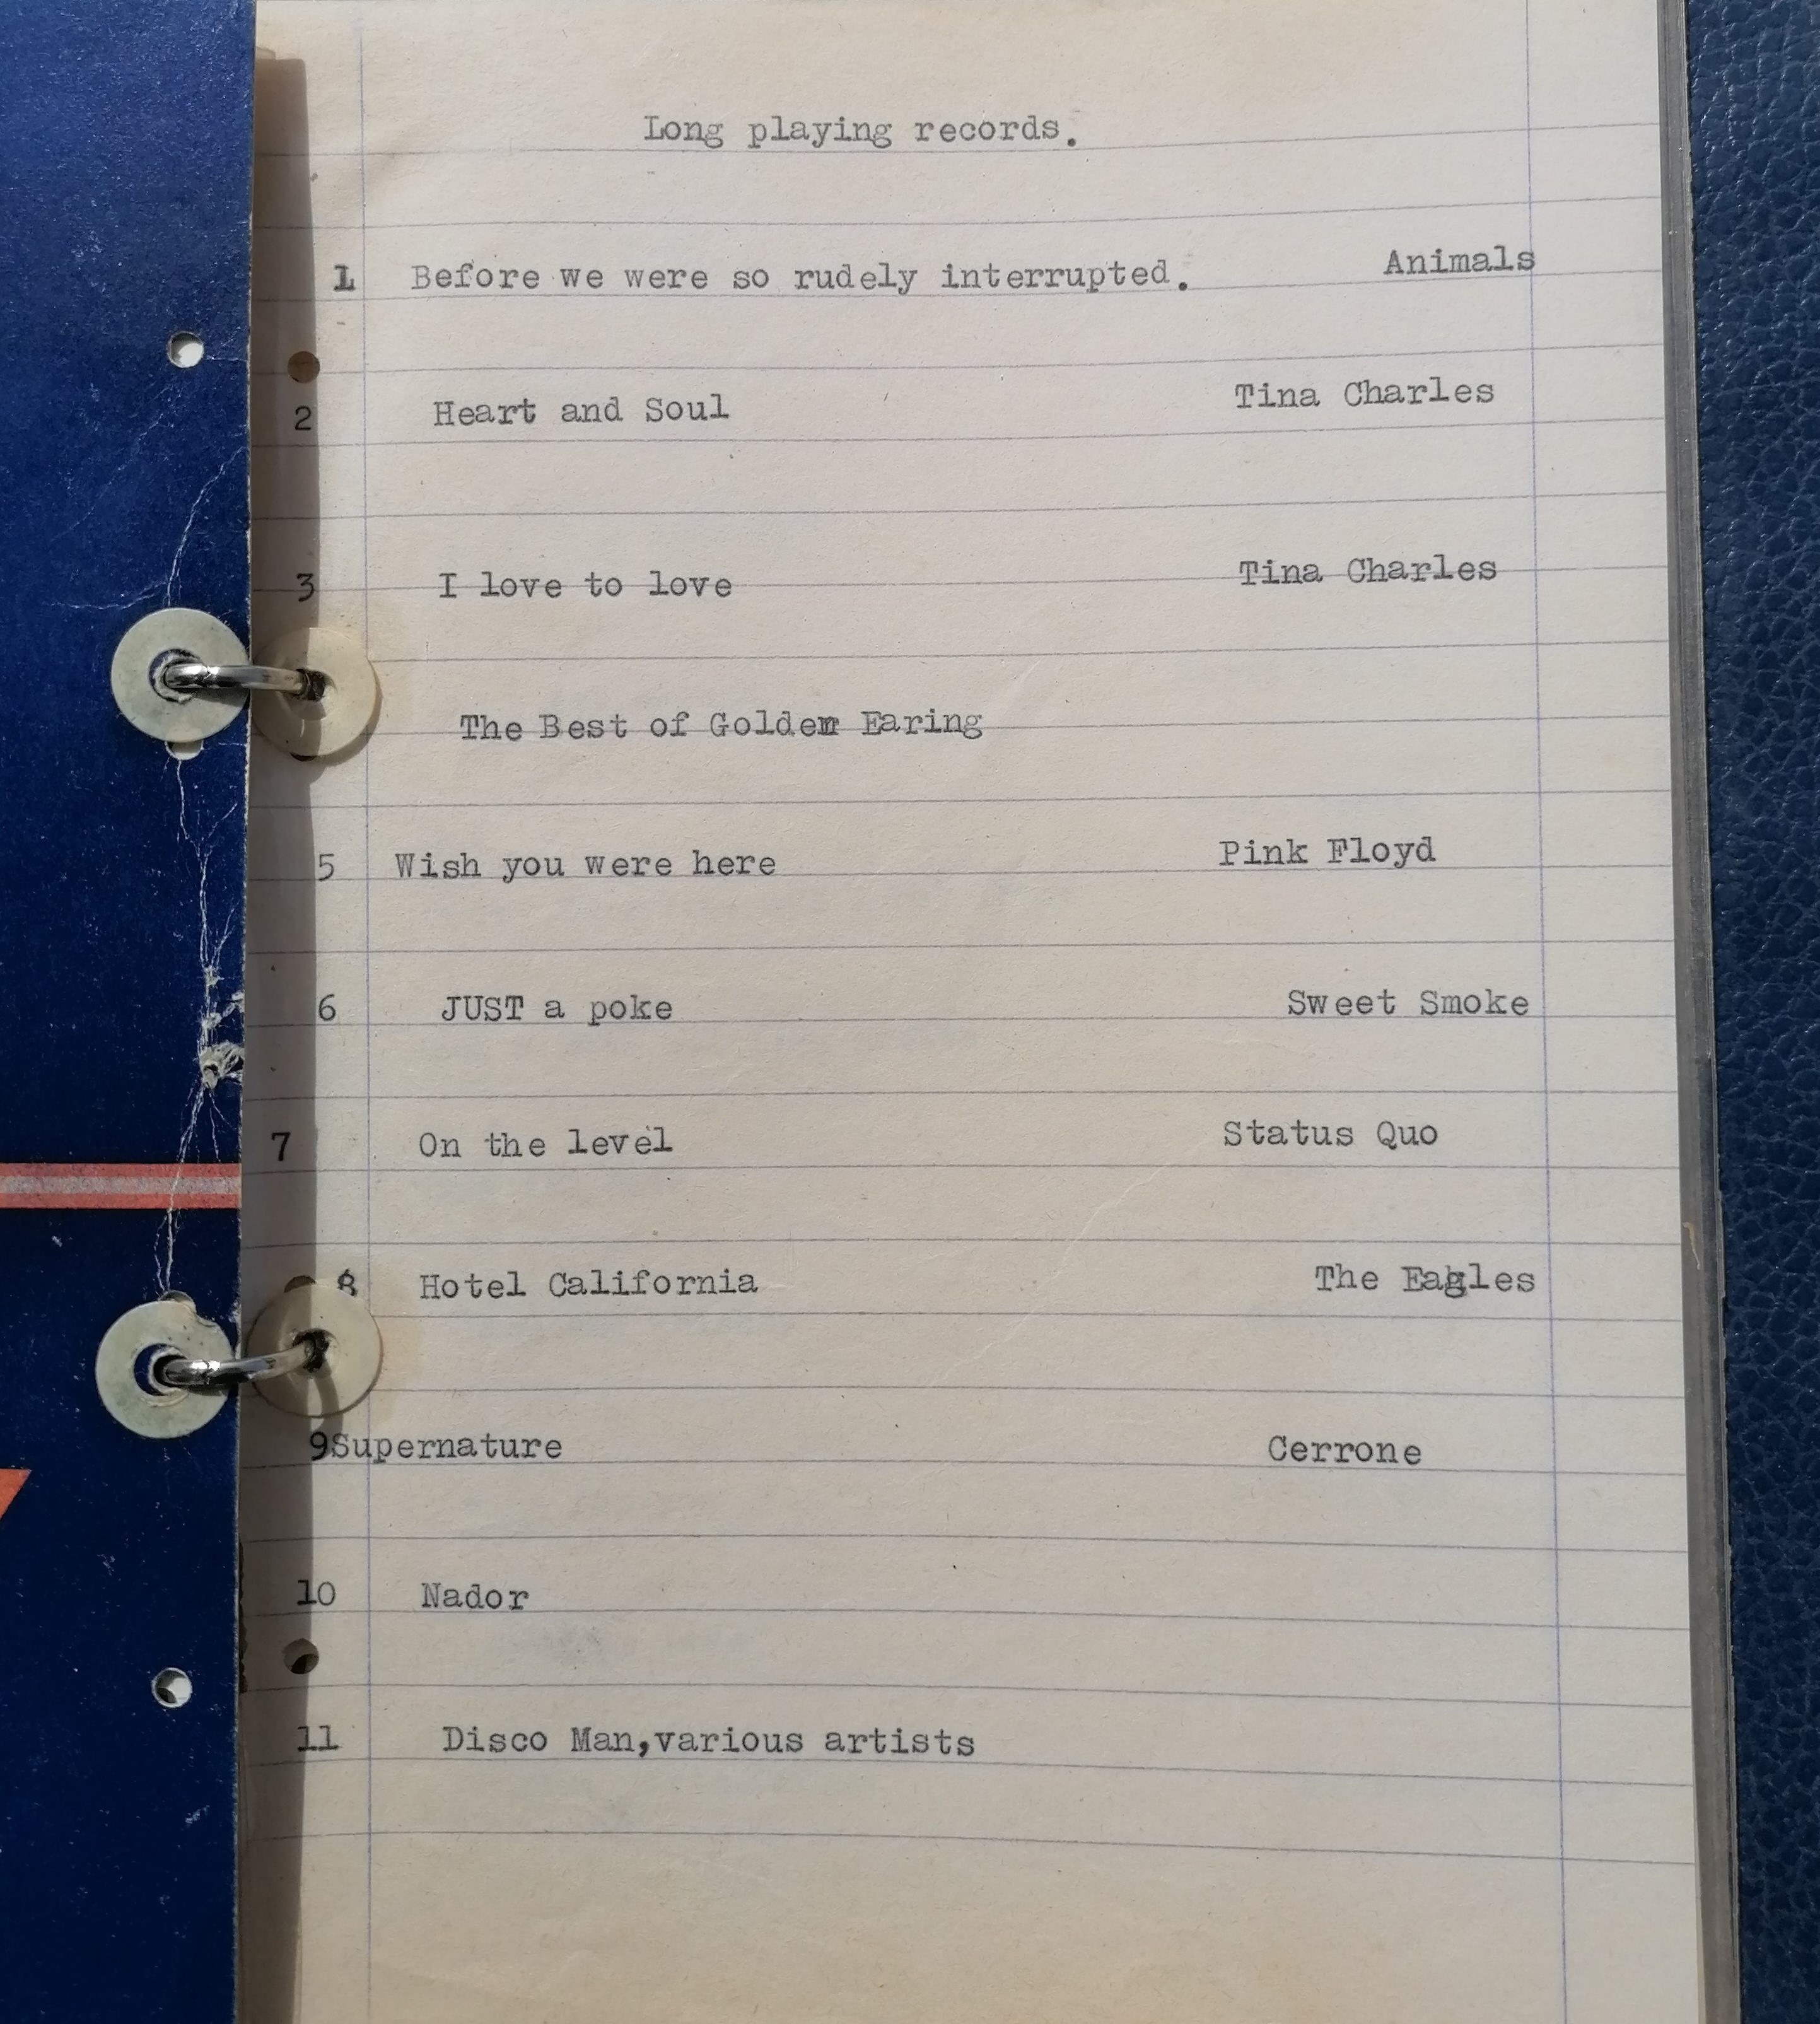 Long playing records.
1 Before we were so rudely interrupted. Animals
2 Heart and Soul Tina Charles
3 I love to love Tina Charles
The Best of Golden Earing
5 Wish you were here Pink Floyd
6 JUST a poke Sweet Smoke
7 On the level Status Quo
8 Hotel California The Eagles
9Supernature Cerrone
10 Nador
11 Disco Man,various artists